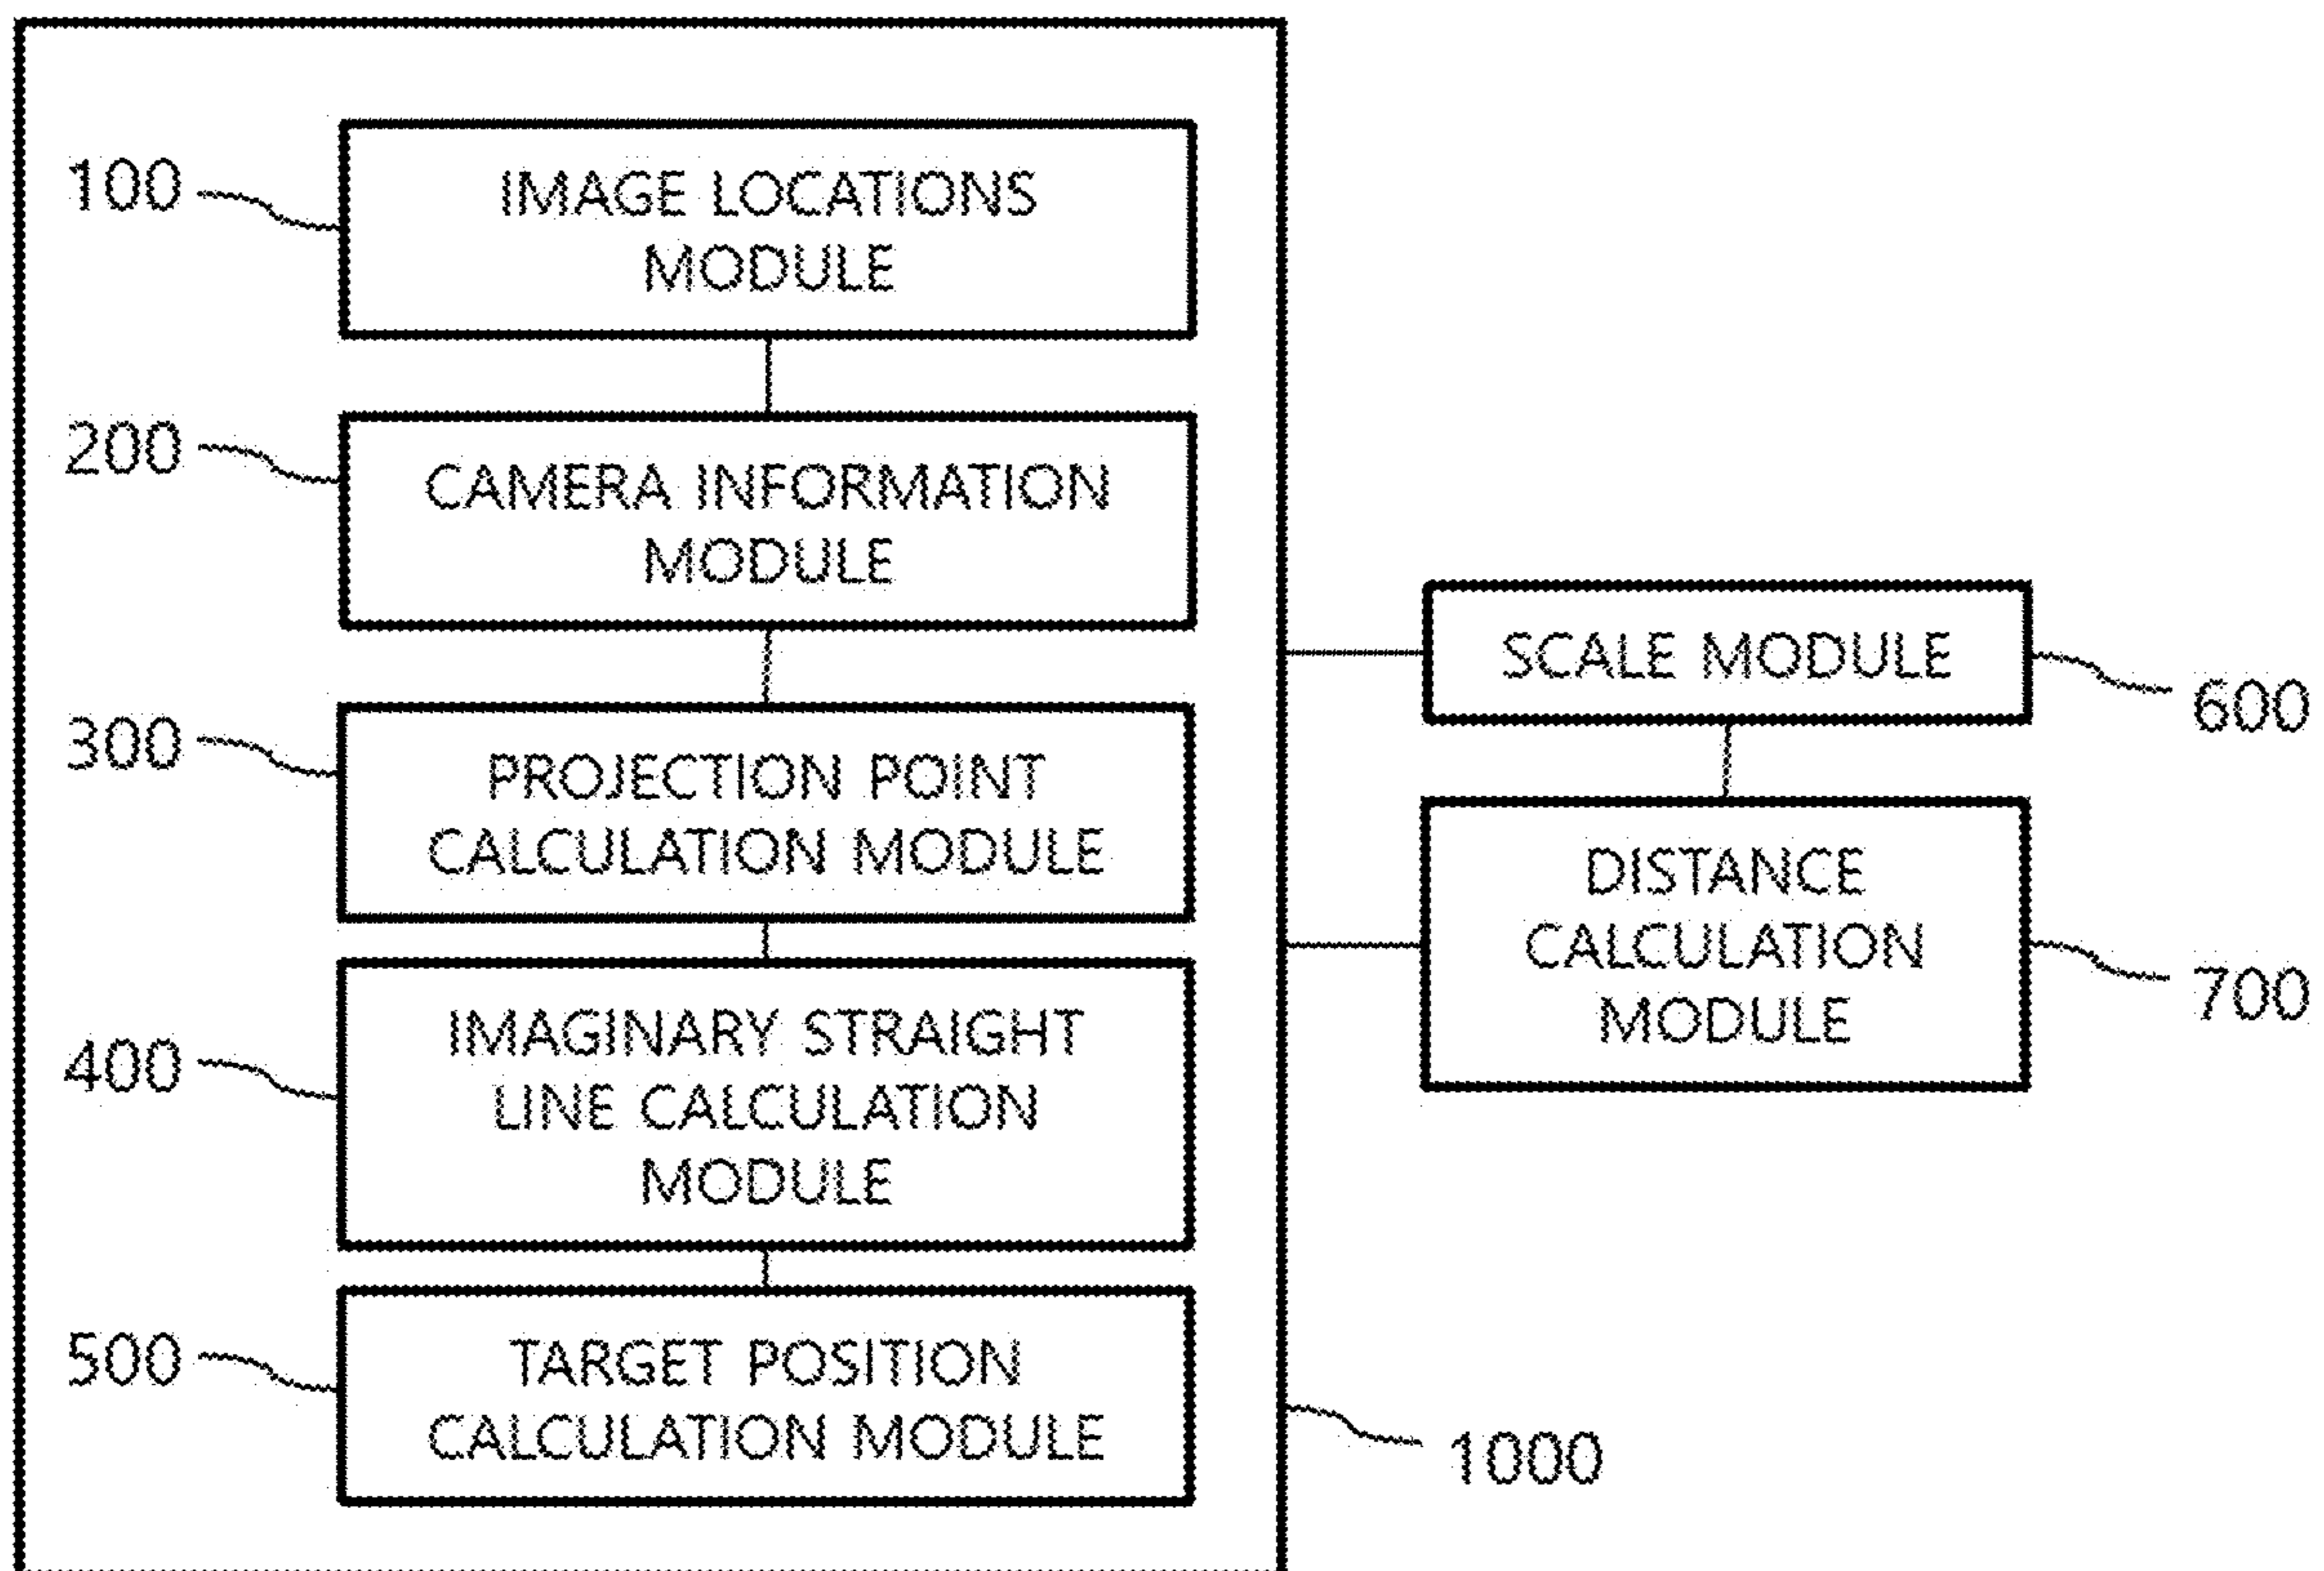 100
IMAGE LOCATIONS
MODULE
200
CAMERA INFORMATION
MODULE
300
PROJECTION POINT
CALCULATION MODULE
400
IMAGINARY STRAIGHT
LINE CALCULATION
MODULE
500
TARGET POSITION
CALCULATION MODULE
SCALE MODULE
600
DISTANCE
CALCULATION
MODULE
700
1000